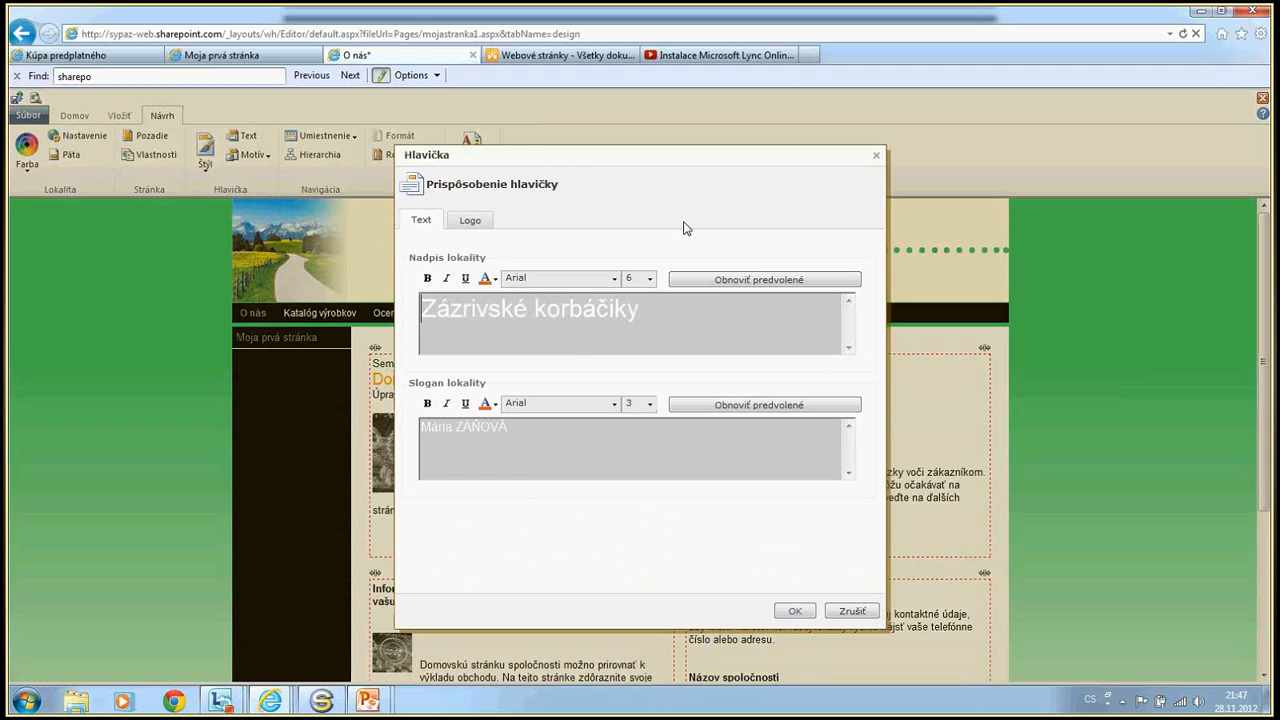 http://sypaz-web.sharepoint.com/_layouts/wh/Editor/default.aspx?fileUrl=Pages/mojastranka1.aspx&tabName=design
Kúpa predplatného
Moja prvá stránka
O nás*
Webové stránky - Všetky doku...
Instalace Microsoft Lync Onlin...
Find: sharepo Previous Next Options
Súbor Domov Vložiť Návrh
Nastavenie Pozadie Text Umiestnenie Formát
Farba Päta Vlastnosti Štýl Motív Hierarchia
Lokalita Stránka Hlavička Navigácia
Hlavička
Prispôsobenie hlavičky
Text Logo
Nadpis lokality
B I U A Arial 6 Obnoviť predvolené
Zázrivské korbáčiky
Slogan lokality
B I U A Arial 3 Obnoviť predvolené
Mária ZÁŇOVÁ
OK Zrušiť
O nás Katalóg výrobkov
Moja prvá stránka
zky voči zákazníkom.
žu očakávať na
veďte na ďalších
kontaktné údaje,
jsť vaše telefónne
číslo alebo adresu.
Názov spoločnosti
Domovskú stránku spoločnosti možno prirovnať k
výkladu obchodu. Na tejto stránke zdôraznite svoje
CS 21:47
28.11.2012